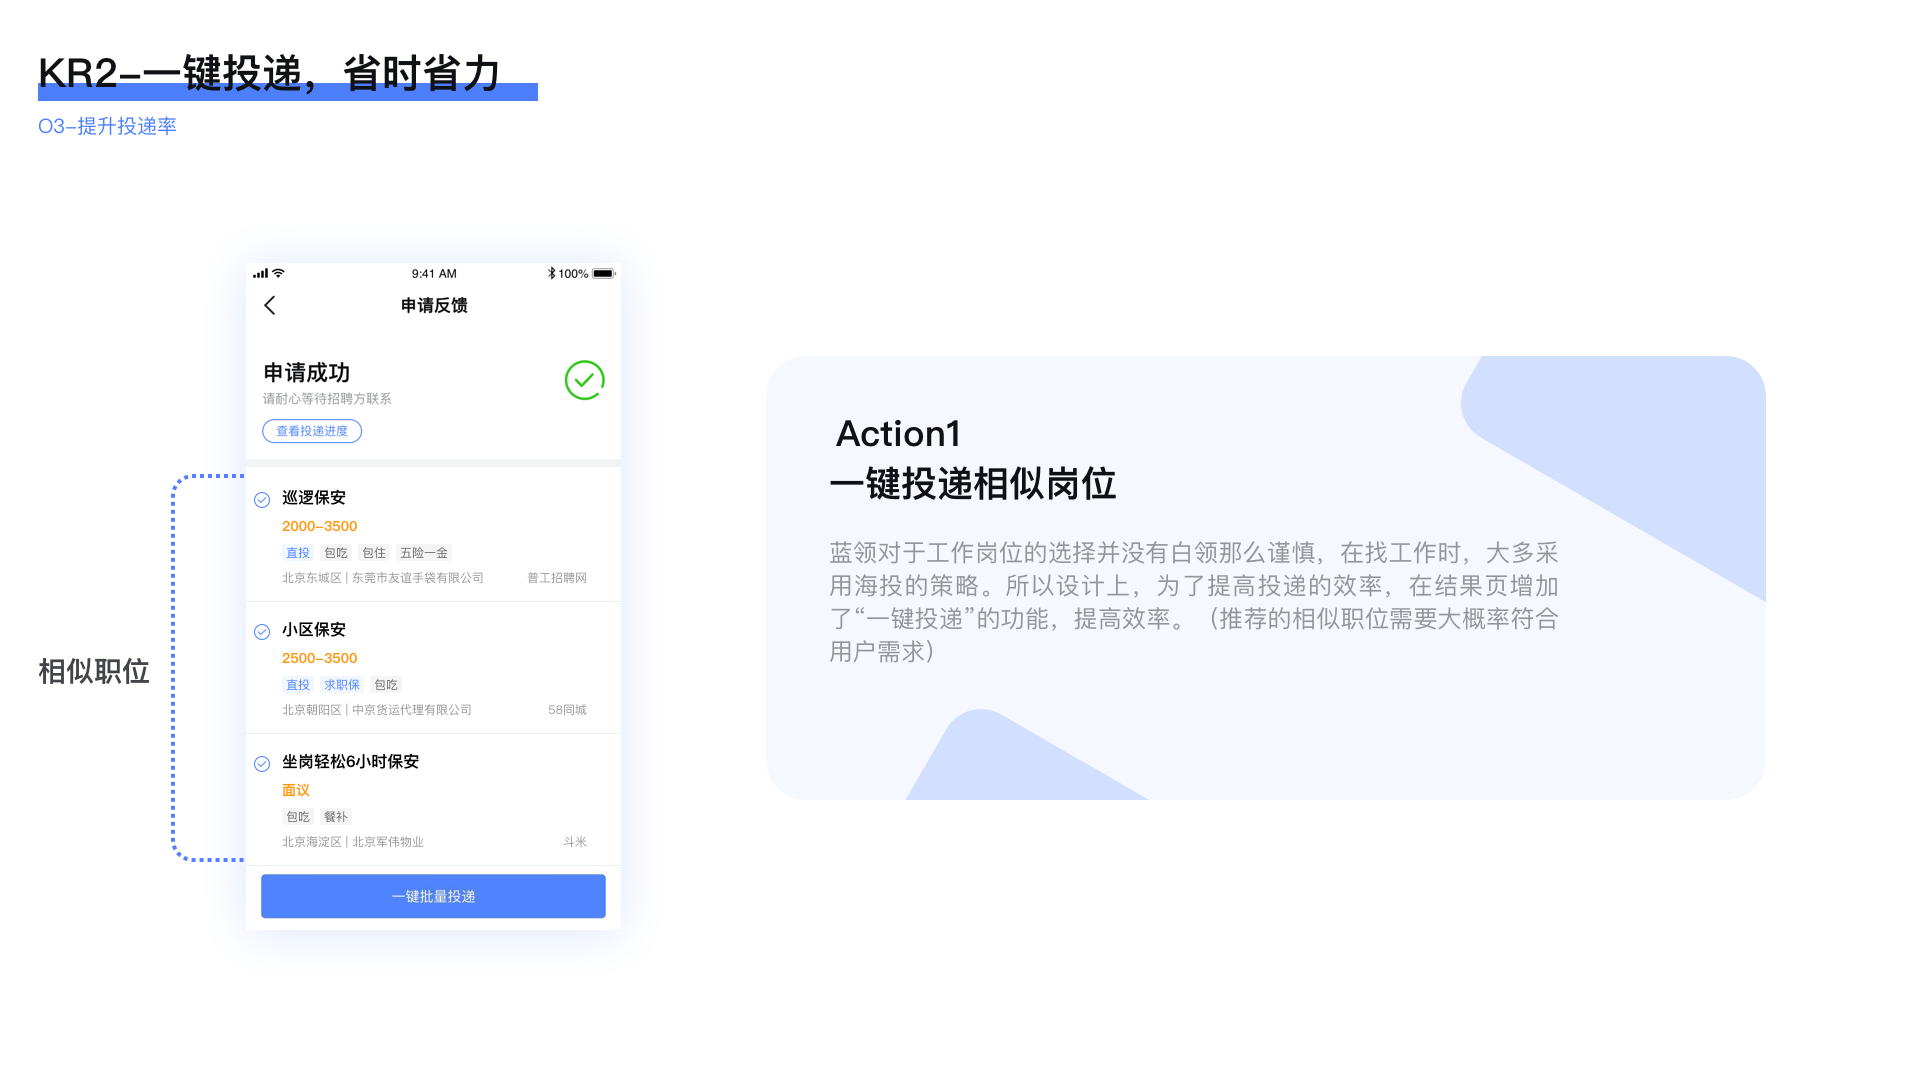 KR2-一键投递，省时省力
O3-提升投递率
9:41 AM
100%
申请反馈
申请成功
请耐心等待招聘方联系
查看投递进度
巡逻保安
2000-3500
直投 包吃 包住 五险一金
北京东城区 | 东莞市友谊手袋有限公司 普工招聘网
小区保安
2500-3500
直投 求职保 包吃
北京朝阳区 | 中京货运代理有限公司 58同城
坐岗轻松6小时保安
面议
包吃 餐补
北京海淀区 | 北京军伟物业 斗米
一键批量投递
相似职位
Action1
一键投递相似岗位
蓝领对于工作岗位的选择并没有白领那么谨慎，在找工作时，大多采
用海投的策略。所以设计上，为了提高投递的效率，在结果页增加
了“一键投递”的功能，提高效率。（推荐的相似职位需要大概率符合
用户需求）